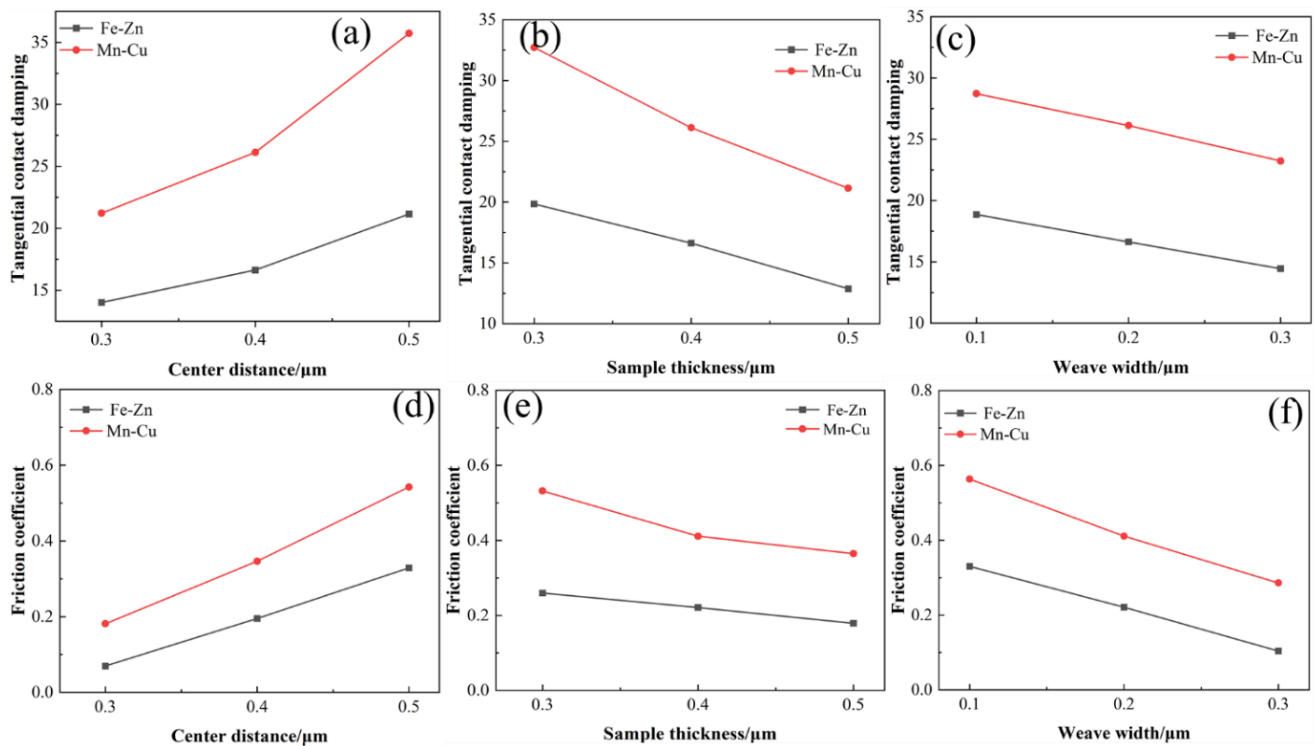 (a)
Fe-Zn
Mn-Cu
Tangential contact damping
35
30
25
20
15
0.3 0.4 0.5
Center distance/μm
(b)
Fe-Zn
Mn-Cu
Tangential contact damping
35
30
25
20
15
10
0.3 0.4 0.5
Sample thickness/μm
(c)
Fe-Zn
Mn-Cu
Tangential contact damping
35
30
25
20
15
10
0.1 0.2 0.3
Weave width/μm
(d)
Fe-Zn
Mn-Cu
Friction coefficient
0.8
0.6
0.4
0.2
0.0
0.3 0.4 0.5
Center distance/μm
(e)
Fe-Zn
Mn-Cu
Friction coefficient
0.8
0.6
0.4
0.2
0.0
0.3 0.4 0.5
Sample thickness/μm
(f)
Fe-Zn
Mn-Cu
Friction coefficient
0.8
0.6
0.4
0.2
0.0
0.1 0.2 0.3
Weave width/μm